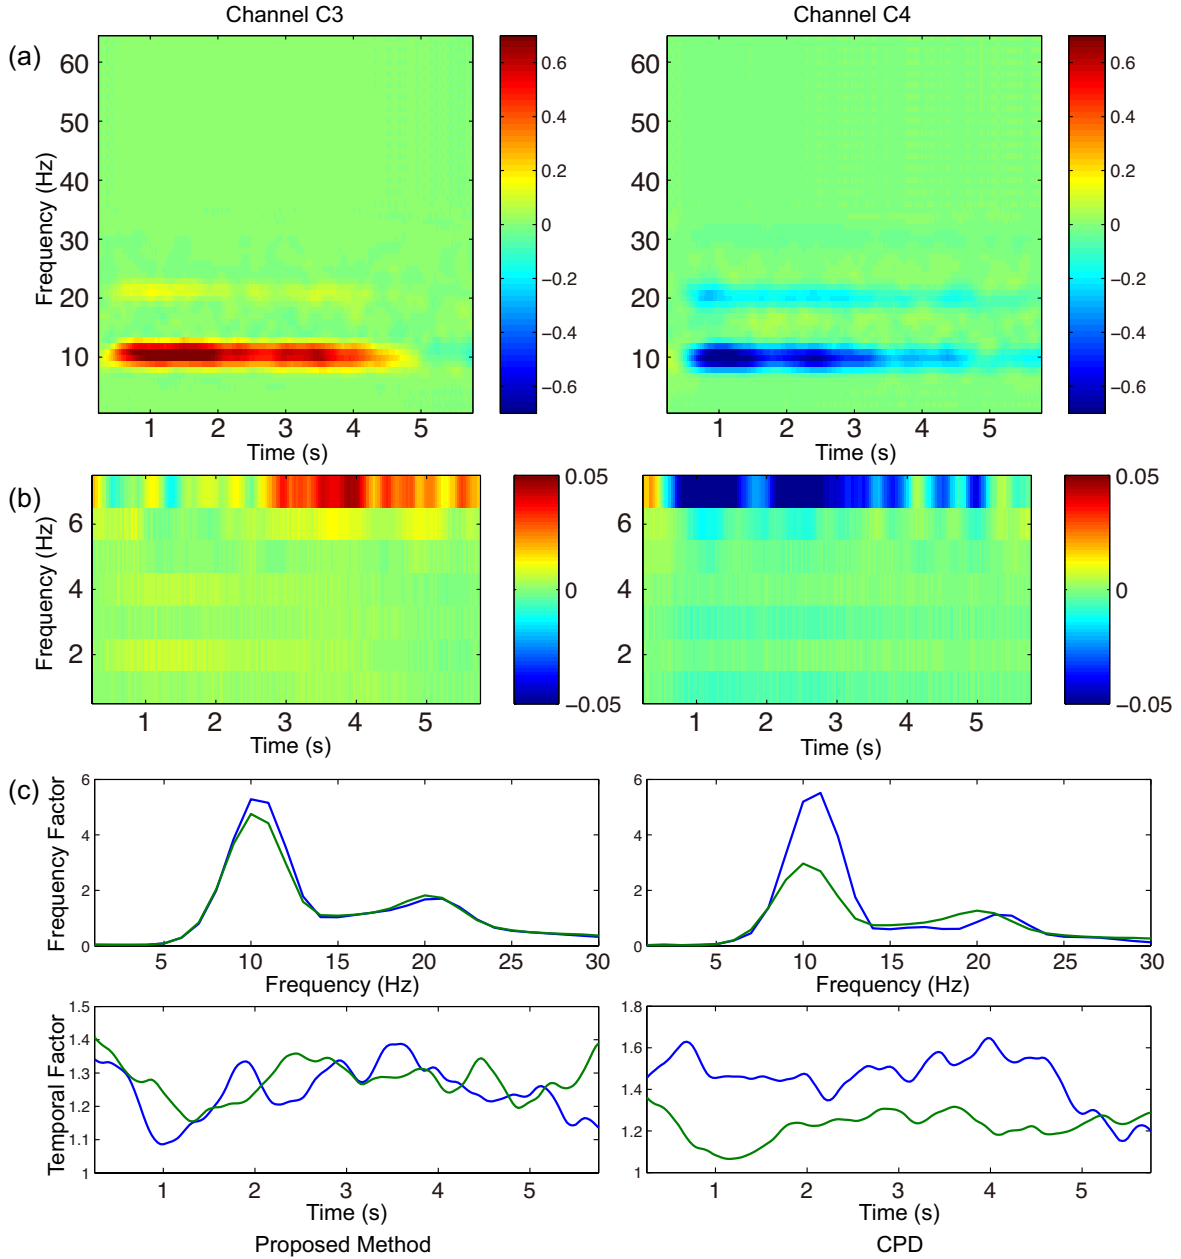 Channel C3
Channel C4
(a)
60
50
40
30
20
10
Frequency (Hz)
1 2 3 4 5
Time (s)
0.6
0.4
0.2
0
−0.2
−0.4
−0.6
60
50
40
30
20
10
1 2 3 4 5
Time (s)
0.6
0.4
0.2
0
−0.2
−0.4
−0.6
(b)
6
4
2
Frequency (Hz)
1 2 3 4 5
Time (s)
0.05
0
−0.05
6
4
2
1 2 3 4 5
Time (s)
0.05
0
−0.05
(c)
Frequency Factor
6
4
2
0
5 10 15 20 25 30
Frequency (Hz)
6
4
2
0
5 10 15 20 25 30
Frequency (Hz)
Temporal Factor
1.5
1.4
1.3
1.2
1.1
1
1 2 3 4 5
Time (s)
1.8
1.6
1.4
1.2
1
1 2 3 4 5
Time (s)
Proposed Method
CPD